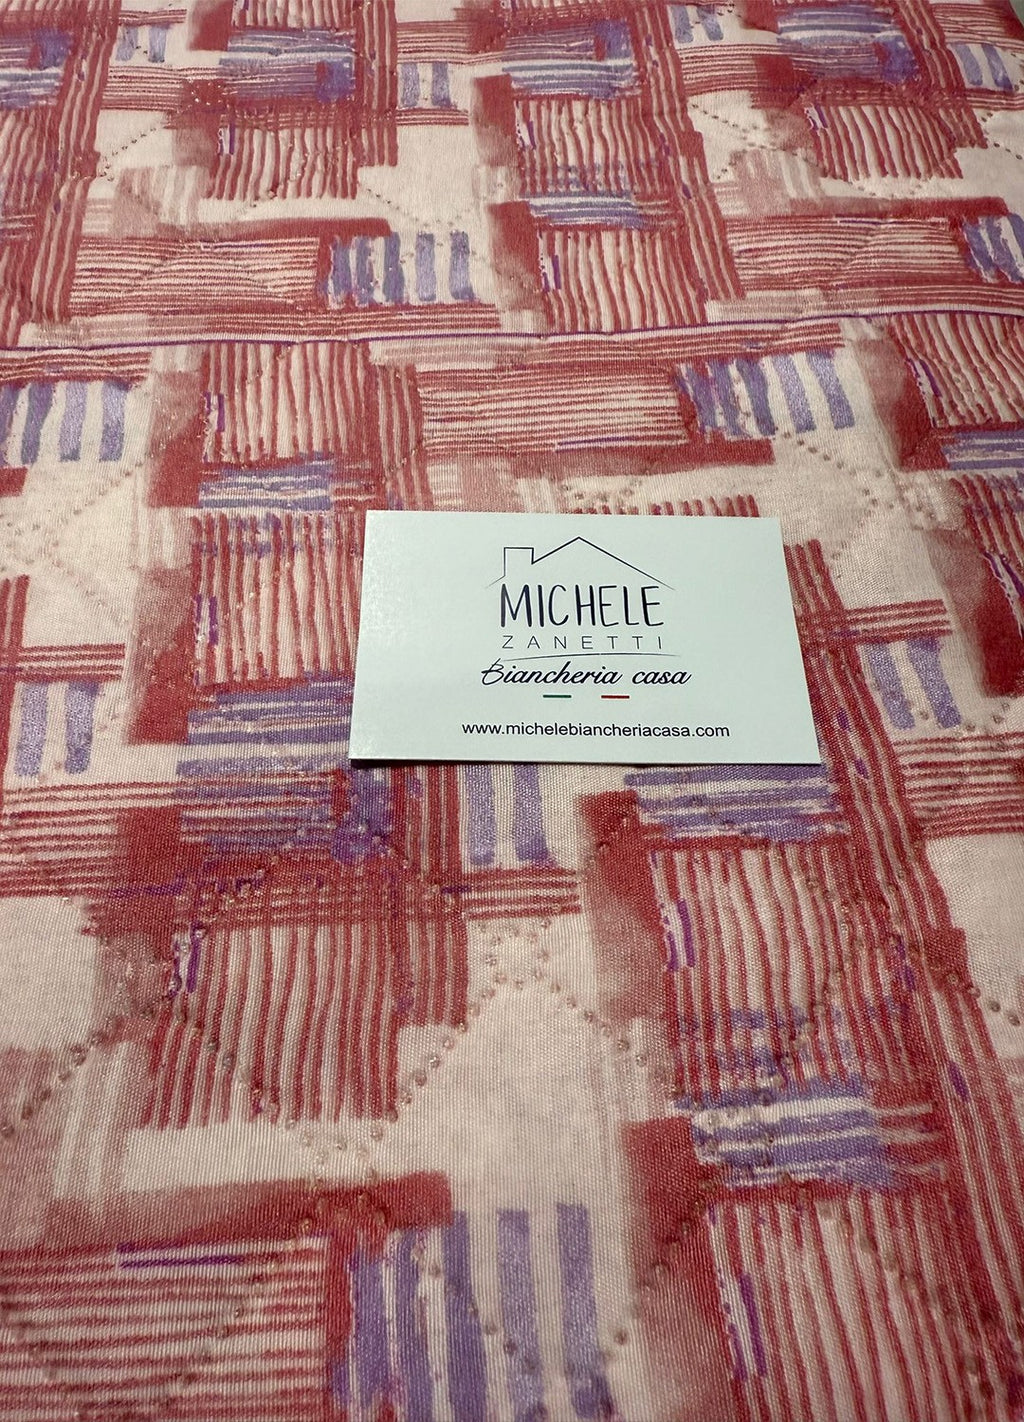 MICHELE
ZANETTI
Biancheria casa
www.michelebiancheriacasa.com